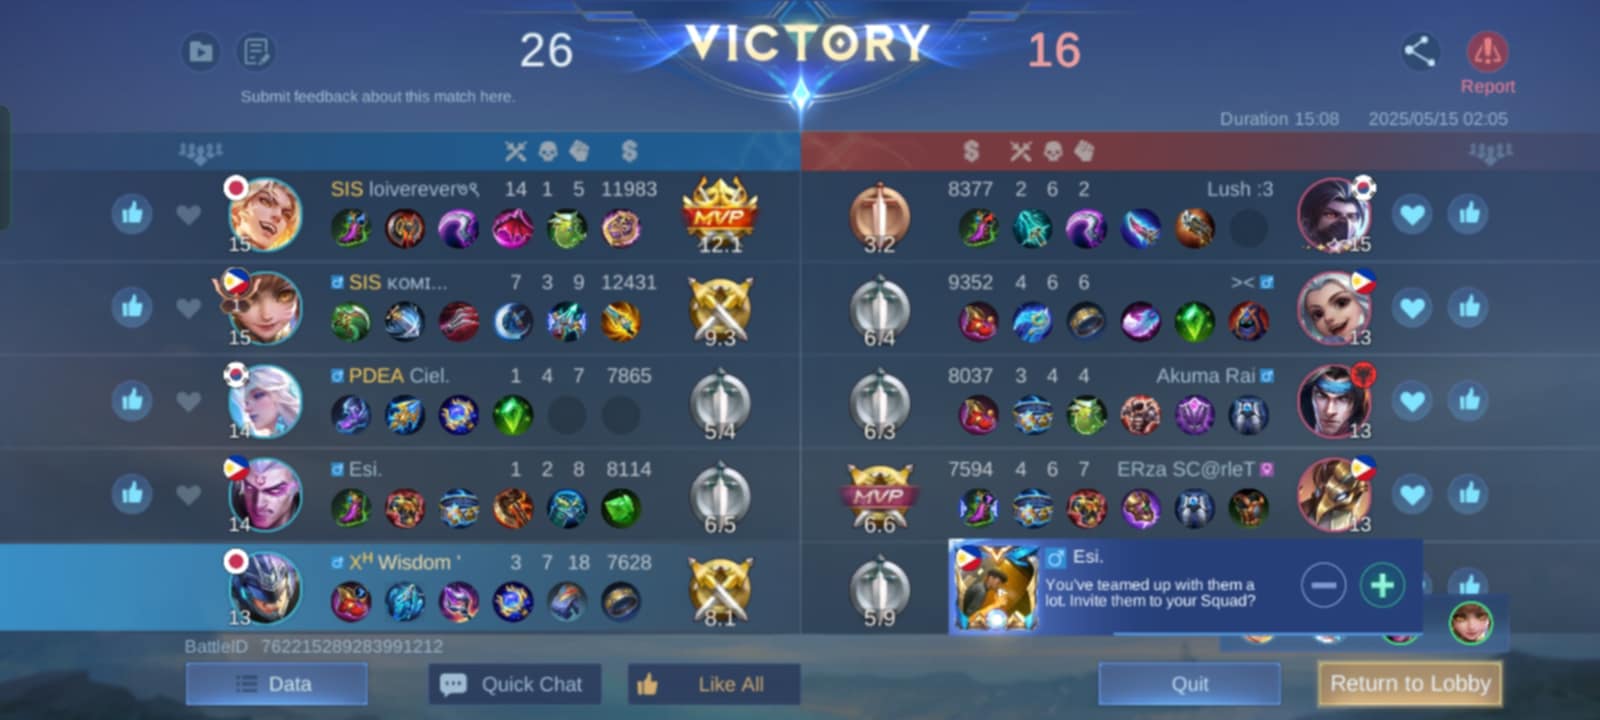 26 VICTORY 16
Submit feedback about this match here.
Report
Duration 15:08 2025/05/15 02:05
SIS loiverever 14 1 5 11983
MVP
15 12.1
8377 2 6 2 Lush :3
3.2 15
SIS ᴋᴏᴍɪ... 7 3 9 12431
15 9.3
9352 4 6 6 ><
6.4 13
PDEA Ciel. 1 4 7 7865
14 5.4
8037 3 4 4 Akuma Rai
6.3 13
Esi. 1 2 8 8114
14 6.5
7594 4 6 7 ERza SC@rleT
MVP
6.6 13
Xᴴ Wisdom ' 3 7 18 7628
13 8.1
5.9
Esi.
You've teamed up with them a
lot. Invite them to your Squad?
BattleID 762215289283991212
Data
Quick Chat
Like All
Quit
Return to Lobby